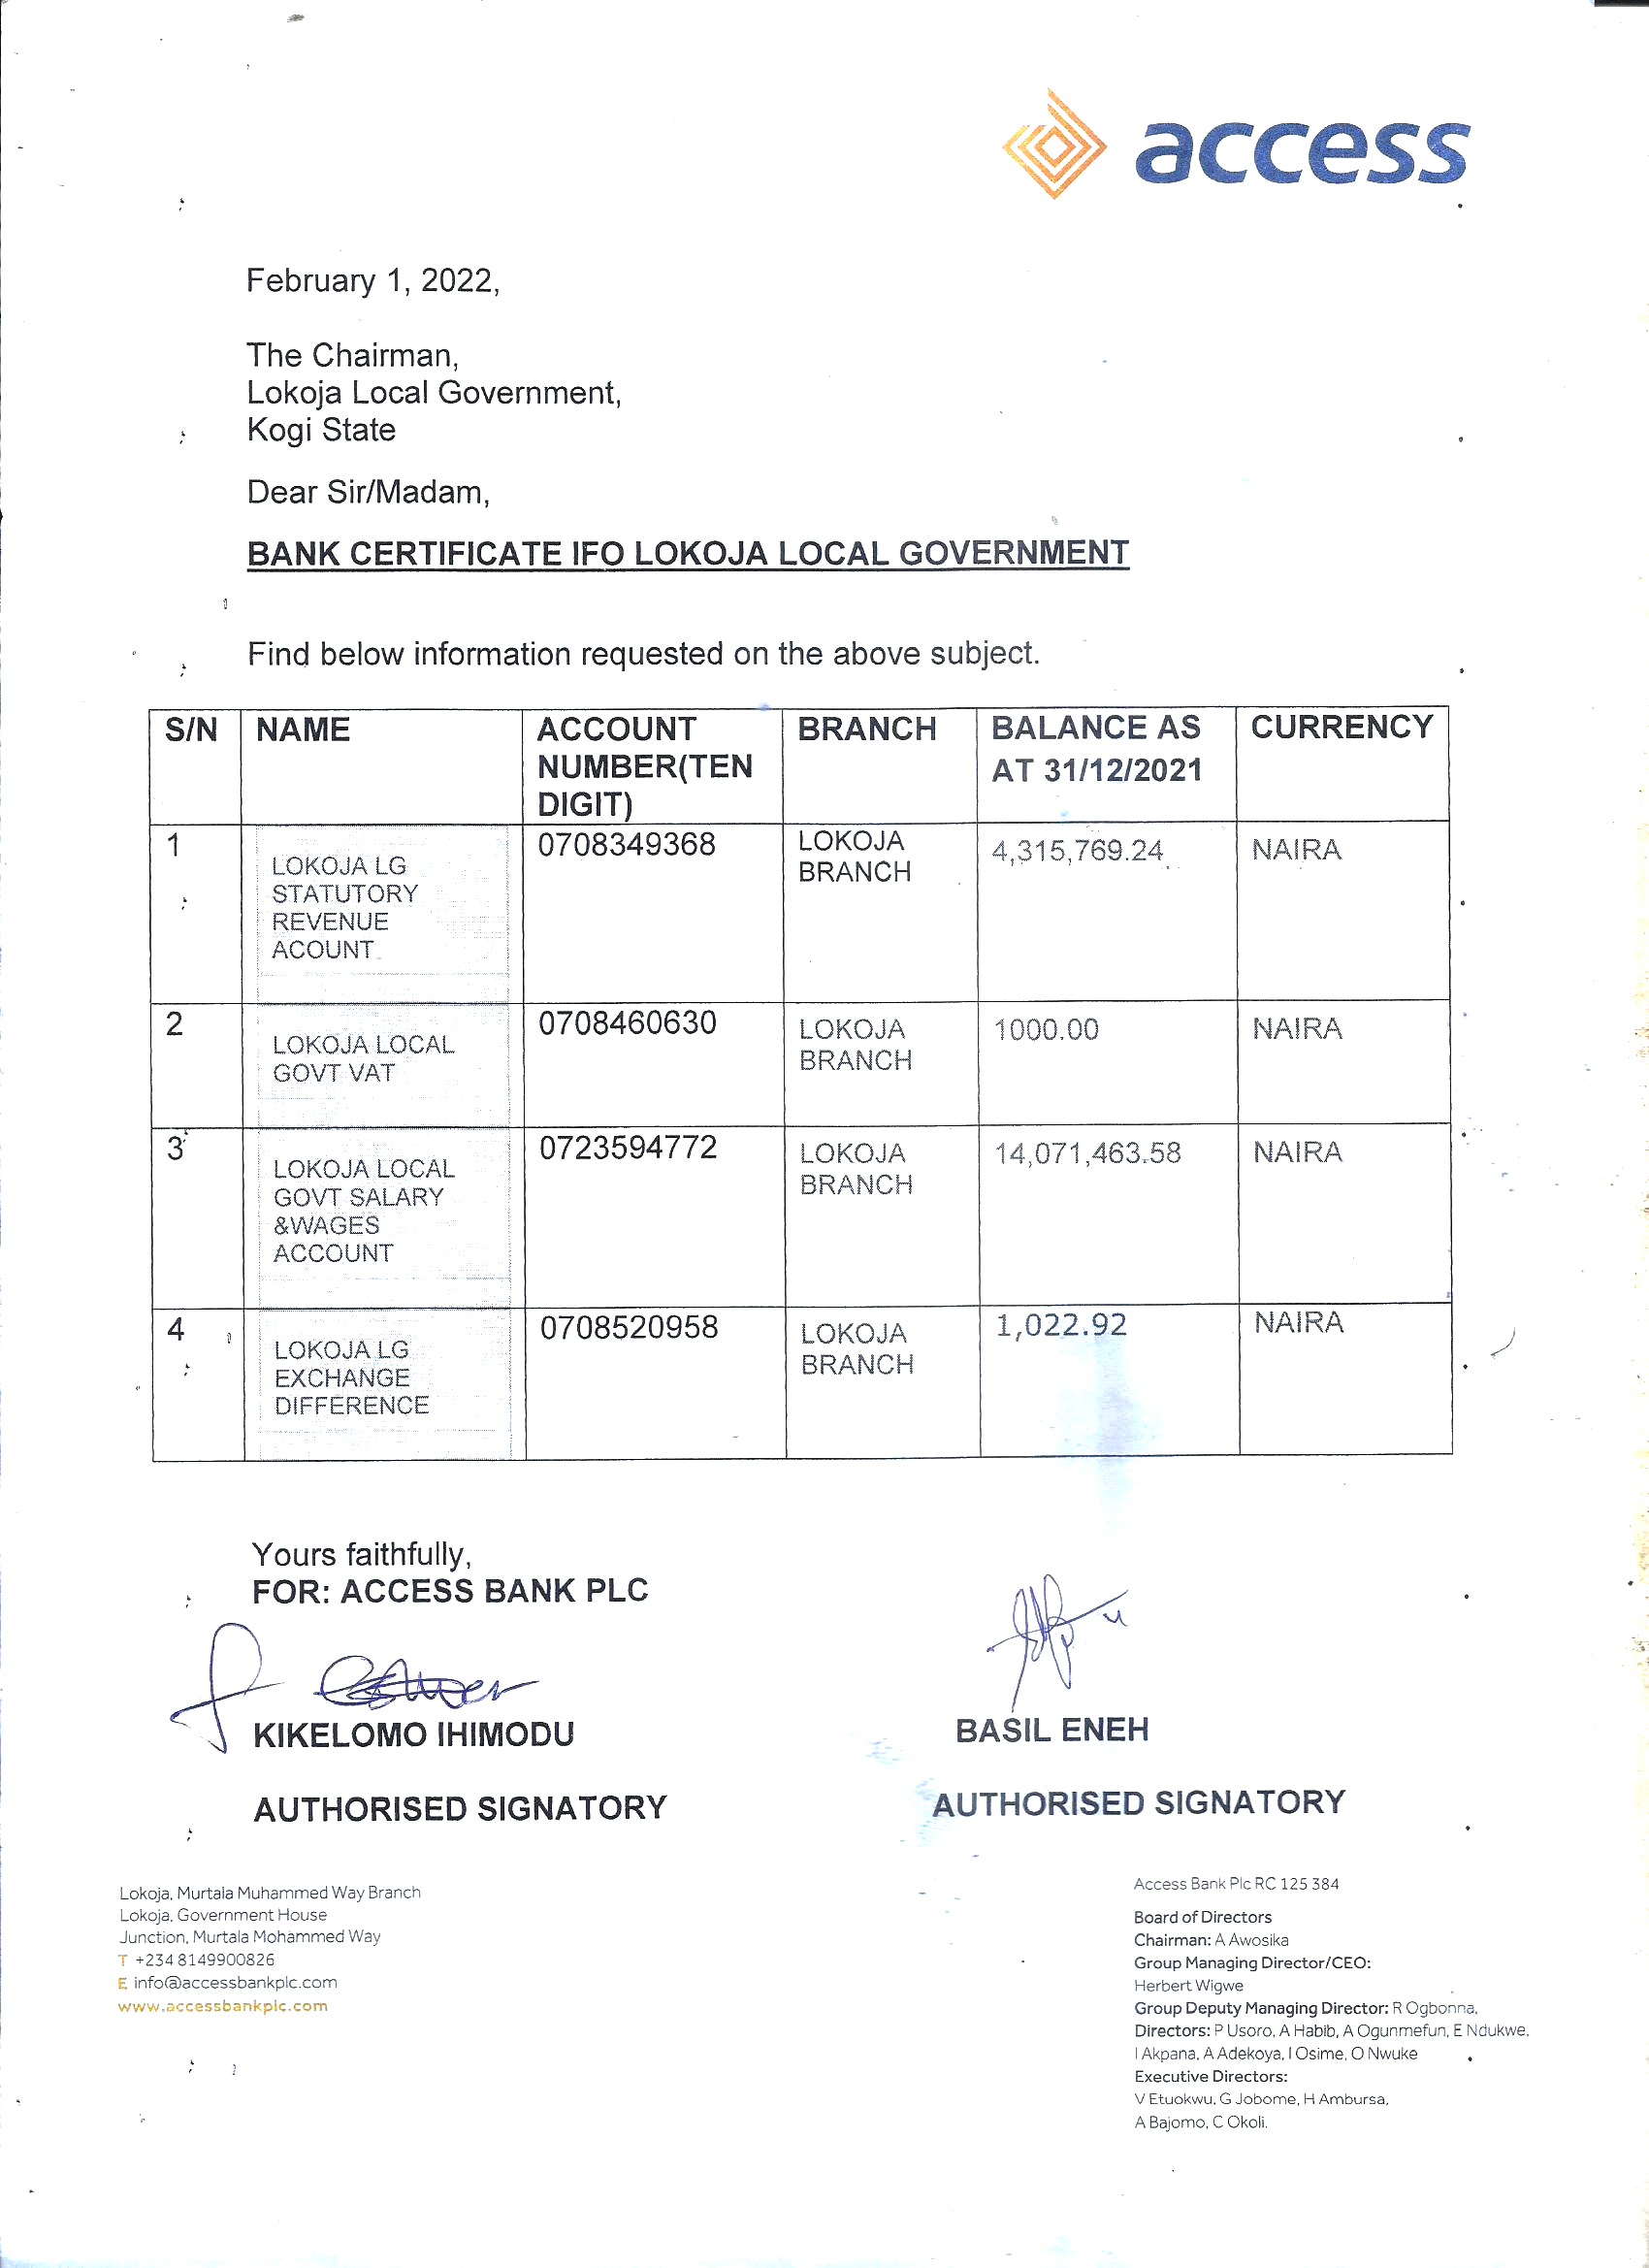 access
February 1, 2022,
The Chairman,
Lokoja Local Government,
Kogi State
Dear Sir/Madam,
BANK CERTIFICATE IFO LOKOJA LOCAL GOVERNMENT
Find below information requested on the above subject.
S/N NAME ACCOUNT NUMBER(TEN DIGIT) BRANCH BALANCE AS AT 31/12/2021 CURRENCY
1 LOKOJA LG STATUTORY REVENUE ACOUNT 0708349368 LOKOJA BRANCH 4,315,769.24 NAIRA
2 LOKOJA LOCAL GOVT VAT 0708460630 LOKOJA BRANCH 1000.00 NAIRA
3 LOKOJA LOCAL GOVT SALARY &WAGES ACCOUNT 0723594772 LOKOJA BRANCH 14,071,463.58 NAIRA
4 LOKOJA LG EXCHANGE DIFFERENCE 0708520958 LOKOJA BRANCH 1,022.92 NAIRA
Yours faithfully,
FOR: ACCESS BANK PLC
KIKELOMO IHIMODU
BASIL ENEH
AUTHORISED SIGNATORY
AUTHORISED SIGNATORY
Lokoja, Murtala Muhammed Way Branch
Lokoja, Government House
Junction, Murtala Mohammed Way
T +234 8149900826
E info@accessbankplc.com
www.accessbankplc.com
Access Bank Plc RC 125 384
Board of Directors
Chairman: A Awosika
Group Managing Director/CEO:
Herbert Wigwe
Group Deputy Managing Director: R Ogbonna,
Directors: P Usoro, A Habib, A Ogunmefun, E Ndukwe,
I Akpana, A Adekoya, I Osime, O Nwuke
Executive Directors:
V Etuokwu, G Jobome, H Ambursa,
A Bajomo, C Okoli.